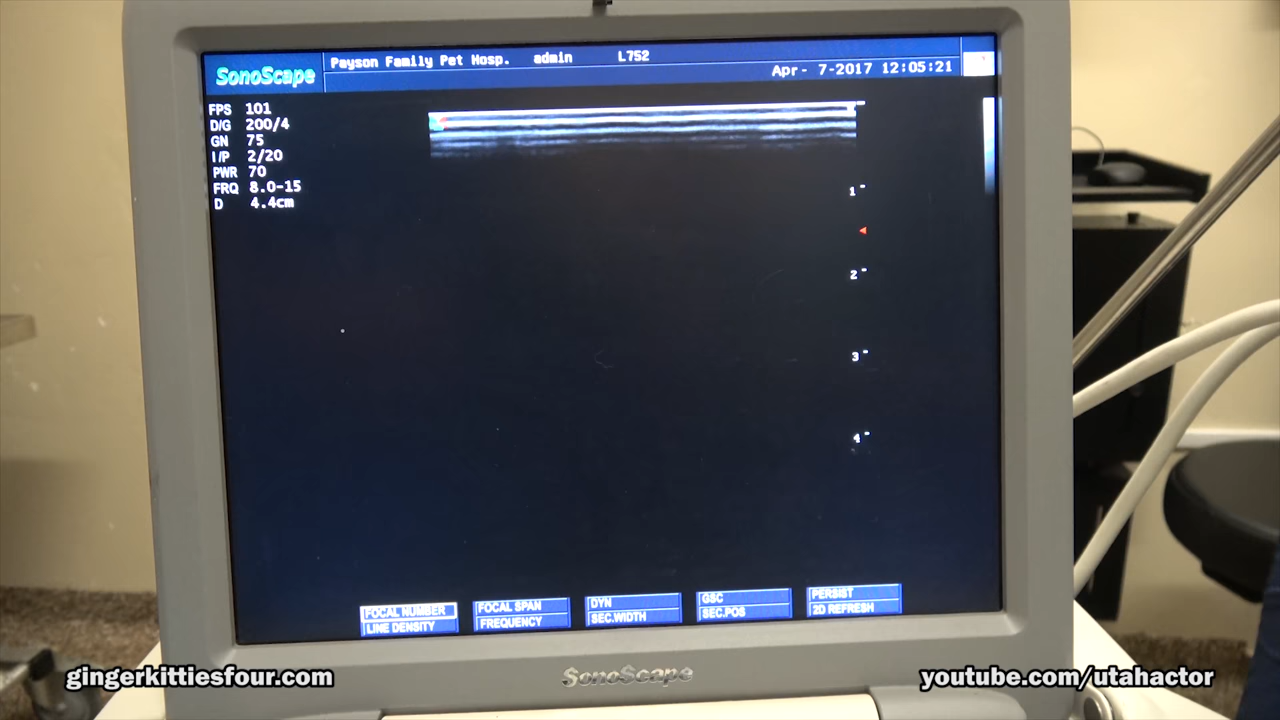 SonoScape
Payson Family Pet Hosp. admin L752
Apr- 7-2017 12:05:21
FPS 101
D/G 200/4
GN 75
I/P 2/20
PWR 70
FRQ 8.0-15
D 4.4cm
1
2
3
4
FOCAL NUMBER FOCAL SPAN DYN GSC PERSIST
LINE DENSITY FREQUENCY SEC.WIDTH SEC.POS 2D REFRESH
SonoScape
gingerkittiesfour.com
youtube.com/utahactor